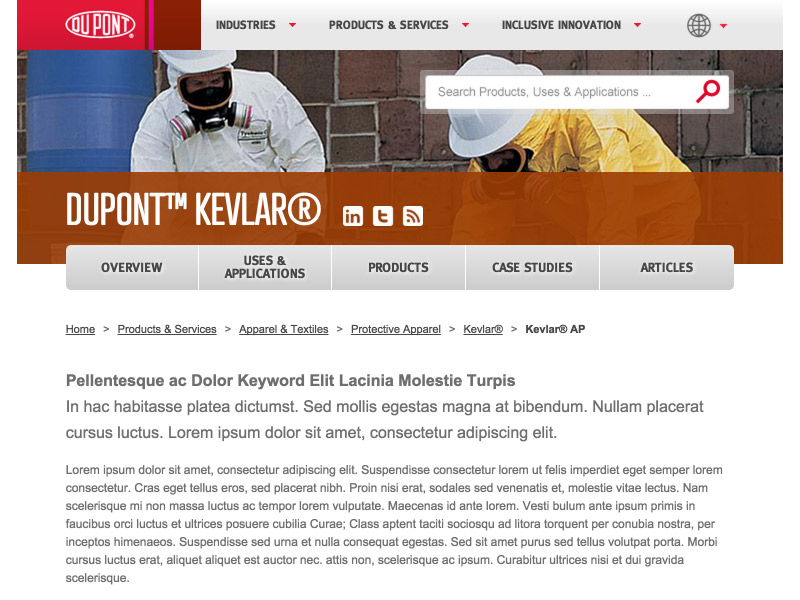 DU PONT®
INDUSTRIES PRODUCTS & SERVICES INCLUSIVE INNOVATION
Search Products, Uses & Applications ...
DUPONT™ KEVLAR®
in t
OVERVIEW USES & APPLICATIONS PRODUCTS CASE STUDIES ARTICLES
Home > Products & Services > Apparel & Textiles > Protective Apparel > Kevlar® > Kevlar® AP
Pellentesque ac Dolor Keyword Elit Lacinia Molestie Turpis
In hac habitasse platea dictumst. Sed mollis egestas magna at bibendum. Nullam placerat
cursus luctus. Lorem ipsum dolor sit amet, consectetur adipiscing elit.
Lorem ipsum dolor sit amet, consectetur adipiscing elit. Suspendisse consectetur lorem ut felis imperdiet eget semper lorem
consectetur. Cras eget tellus eros, sed placerat nibh. Proin nisi erat, sodales sed venenatis et, molestie vitae lectus. Nam
scelerisque mi non massa luctus ac tempor lorem vulputate. Maecenas id ante lorem. Vesti bulum ante ipsum primis in
faucibus orci luctus et ultrices posuere cubilia Curae; Class aptent taciti sociosqu ad litora torquent per conubia nostra, per
inceptos himenaeos. Suspendisse sed urna et nulla consequat egestas. Sed sit amet purus sed tellus volutpat porta. Morbi
cursus luctus erat, aliquet aliquet est auctor nec. attis non, scelerisque ac ipsum. Curabitur ultrices nisi et dui gravida
scelerisque.